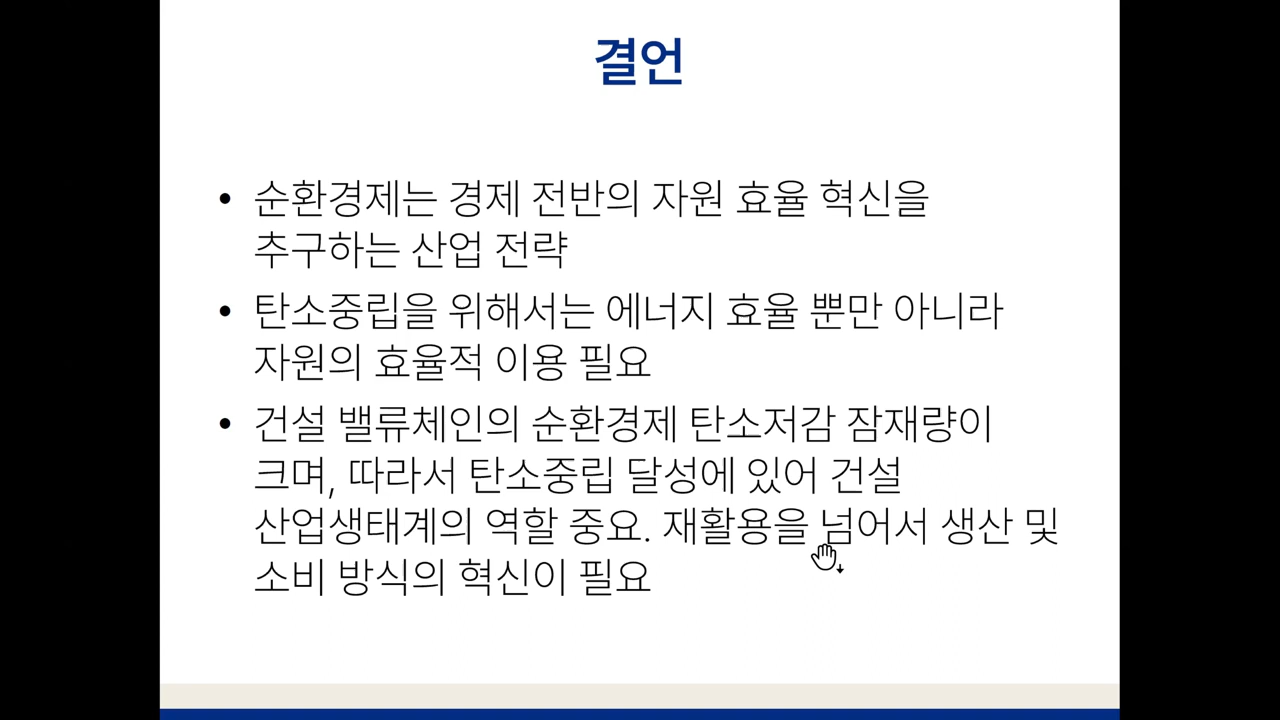 결언
• 순환경제는 경제 전반의 자원 효율 혁신을
추구하는 산업 전략
• 탄소중립을 위해서는 에너지 효율 뿐만 아니라
자원의 효율적 이용 필요
• 건설 밸류체인의 순환경제 탄소저감 잠재량이
크며, 따라서 탄소중립 달성에 있어 건설
산업생태계의 역할 중요. 재활용을 넘어서 생산 및
소비 방식의 혁신이 필요